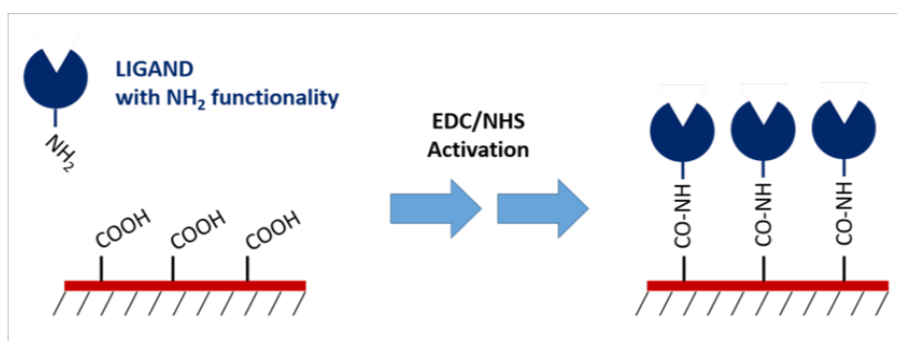 LIGAND
with NH₂ functionality
NH₂
EDC/NHS
Activation
COOH
COOH
COOH
CO-NH
CO-NH
CO-NH